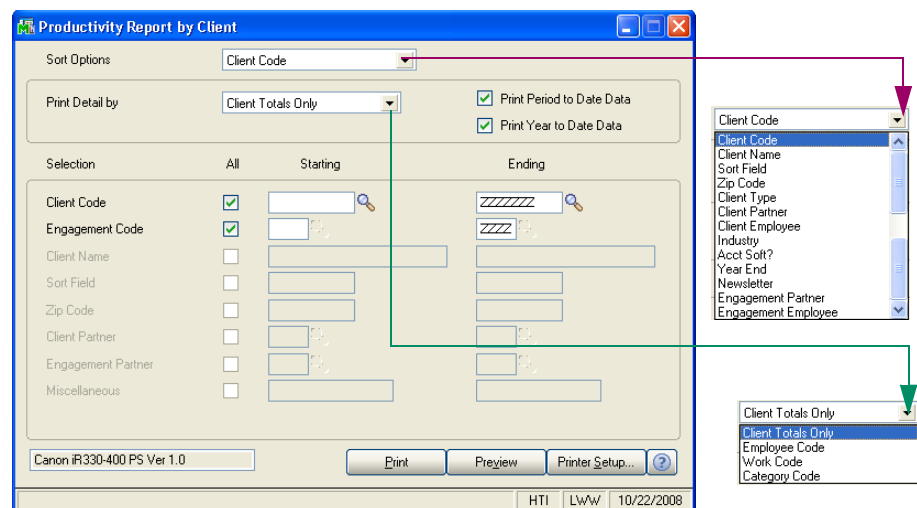 Productivity Report by Client
Sort Options Client Code
Print Detail by Client Totals Only Print Period to Date Data
Print Year to Date Data
Selection All Starting Ending
Client Code ZZZZZZZ
Engagement Code ZZZZ
Client Name
Sort Field
Zip Code
Client Partner
Engagement Partner
Miscellaneous
Canon iR330-400 PS Ver 1.0 Print Preview Printer Setup... ?
HTI LWW 10/22/2008
Client Code
Client Code
Client Name
Sort Field
Zip Code
Client Type
Client Partner
Client Employee
Industry
Acct Soft?
Year End
Newsletter
Engagement Partner
Engagement Employee
Client Totals Only
Client Totals Only
Employee Code
Work Code
Category Code